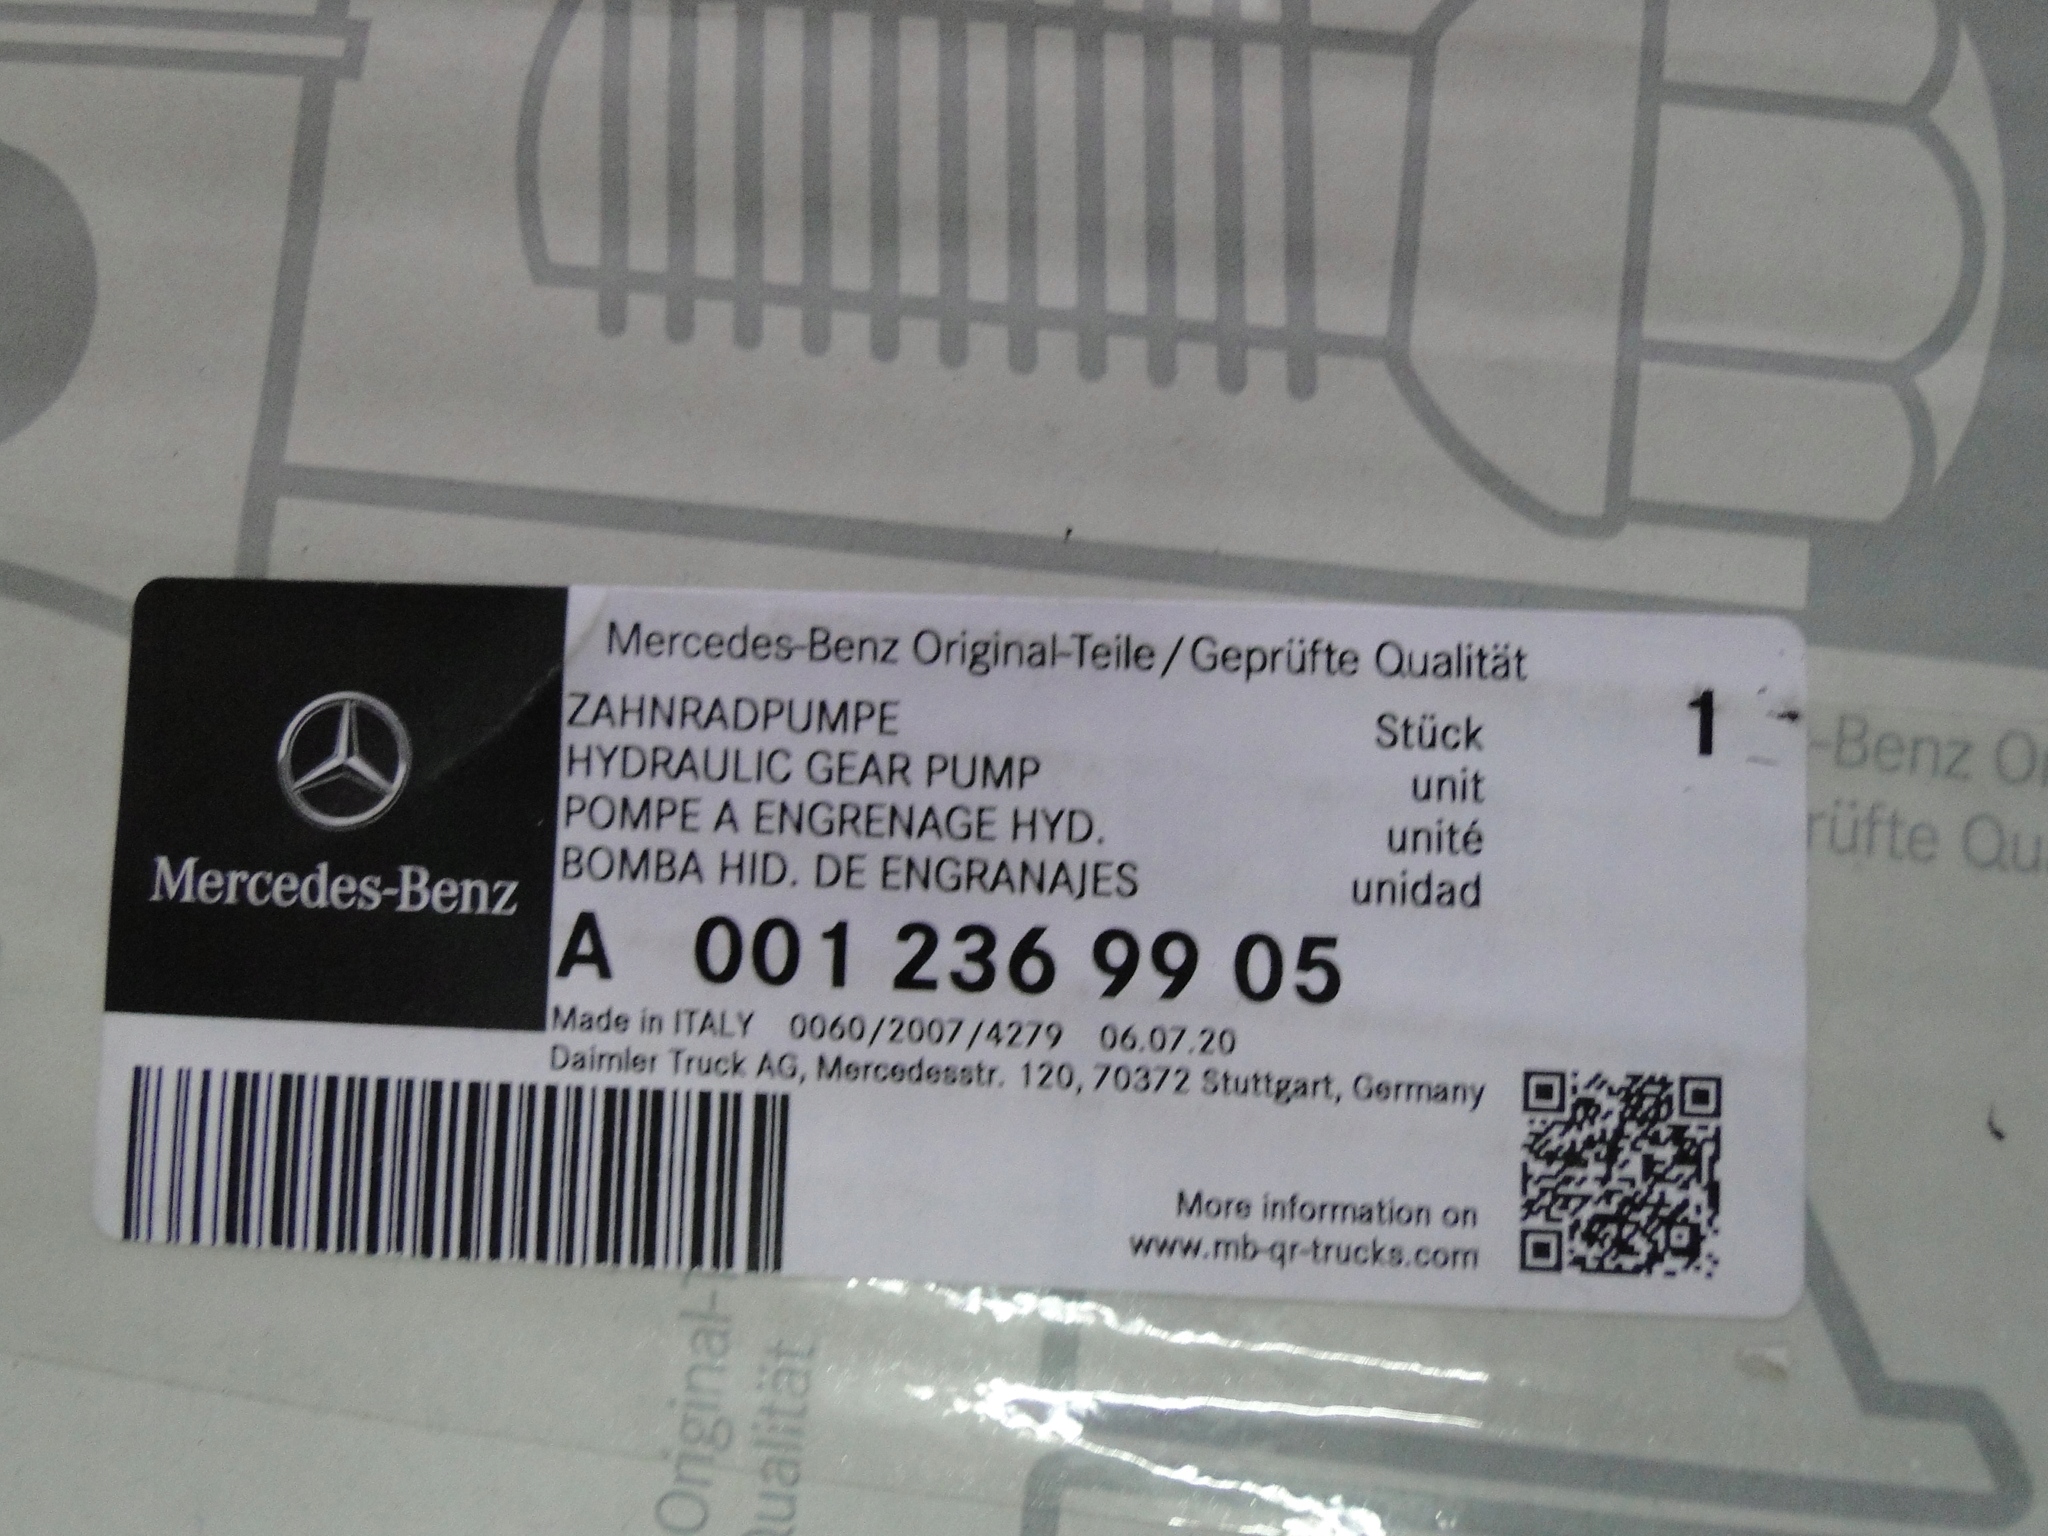 Mercedes-Benz Original-Teile / Geprüfte Qualität
ZAHNRADPUMPE Stück 1
HYDRAULIC GEAR PUMP unit
POMPE A ENGRENAGE HYD. unité
BOMBA HID. DE ENGRANAJES unidad
Mercedes-Benz
A 001 236 99 05
Made in ITALY 0060/2007/4279 06.07.20
Daimler Truck AG, Mercedesstr. 120, 70372 Stuttgart, Germany
More information on
www.mb-qr-trucks.com
-Benz Or
rüfte Qu
Original-T
Qualität